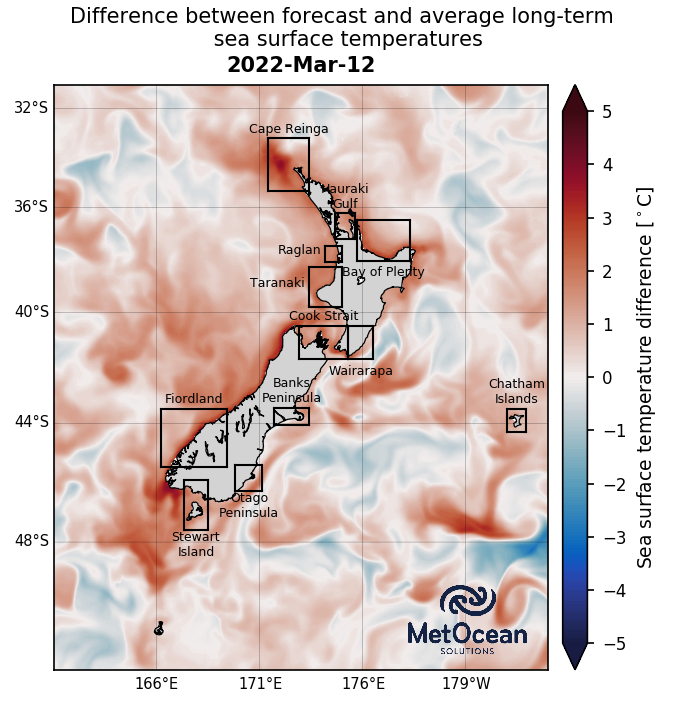 Difference between forecast and average long-term
sea surface temperatures
2022-Mar-12
32°S
36°S
40°S
44°S
48°S
166°E
171°E
176°E
179°W
Cape Reinga
Hauraki
Gulf
Raglan
Bay of Plenty
Taranaki
Cook Strait
Wairarapa
Banks
Peninsula
Fiordland
Chatham
Islands
Otago
Peninsula
Stewart
Island
MetOcean
SOLUTIONS
5
4
3
2
1
0
−1
−2
−3
−4
−5
Sea surface temperature difference [°C]